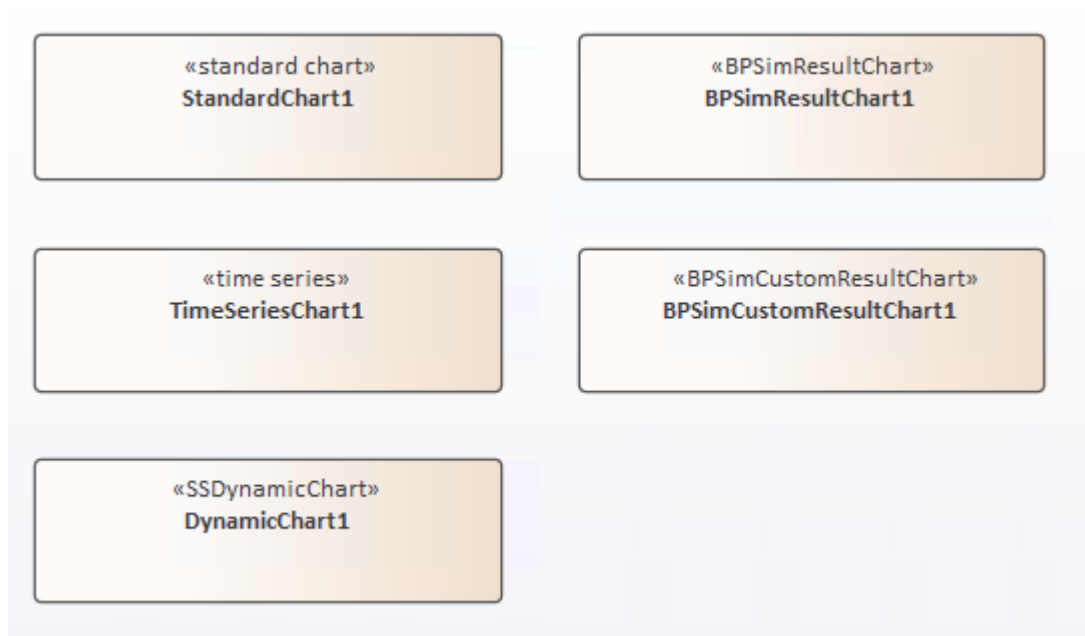 «standard chart»
StandardChart1
«BPSimResultChart»
BPSimResultChart1
«time series»
TimeSeriesChart1
«BPSimCustomResultChart»
BPSimCustomResultChart1
«SSDynamicChart»
DynamicChart1